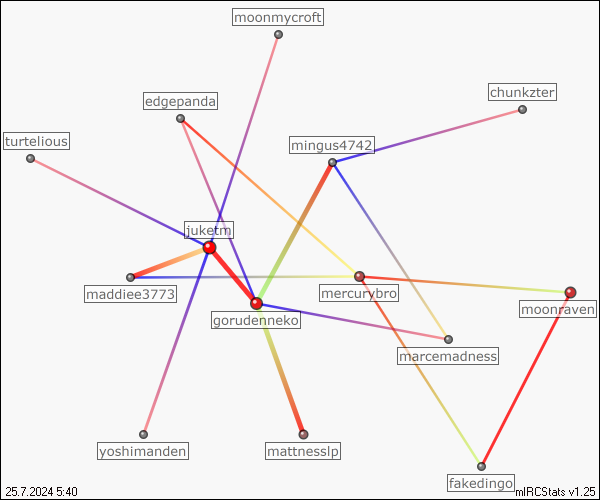 moonmycroft
chunkzter
edgepanda
turtelious
mingus4742
juketm
maddiee3773
mercurybro
moonraven
gorudenneko
marcemadness
yoshimanden
mattnesslp
fakedingo
25.7.2024 5:40
mIRCStats v1.25